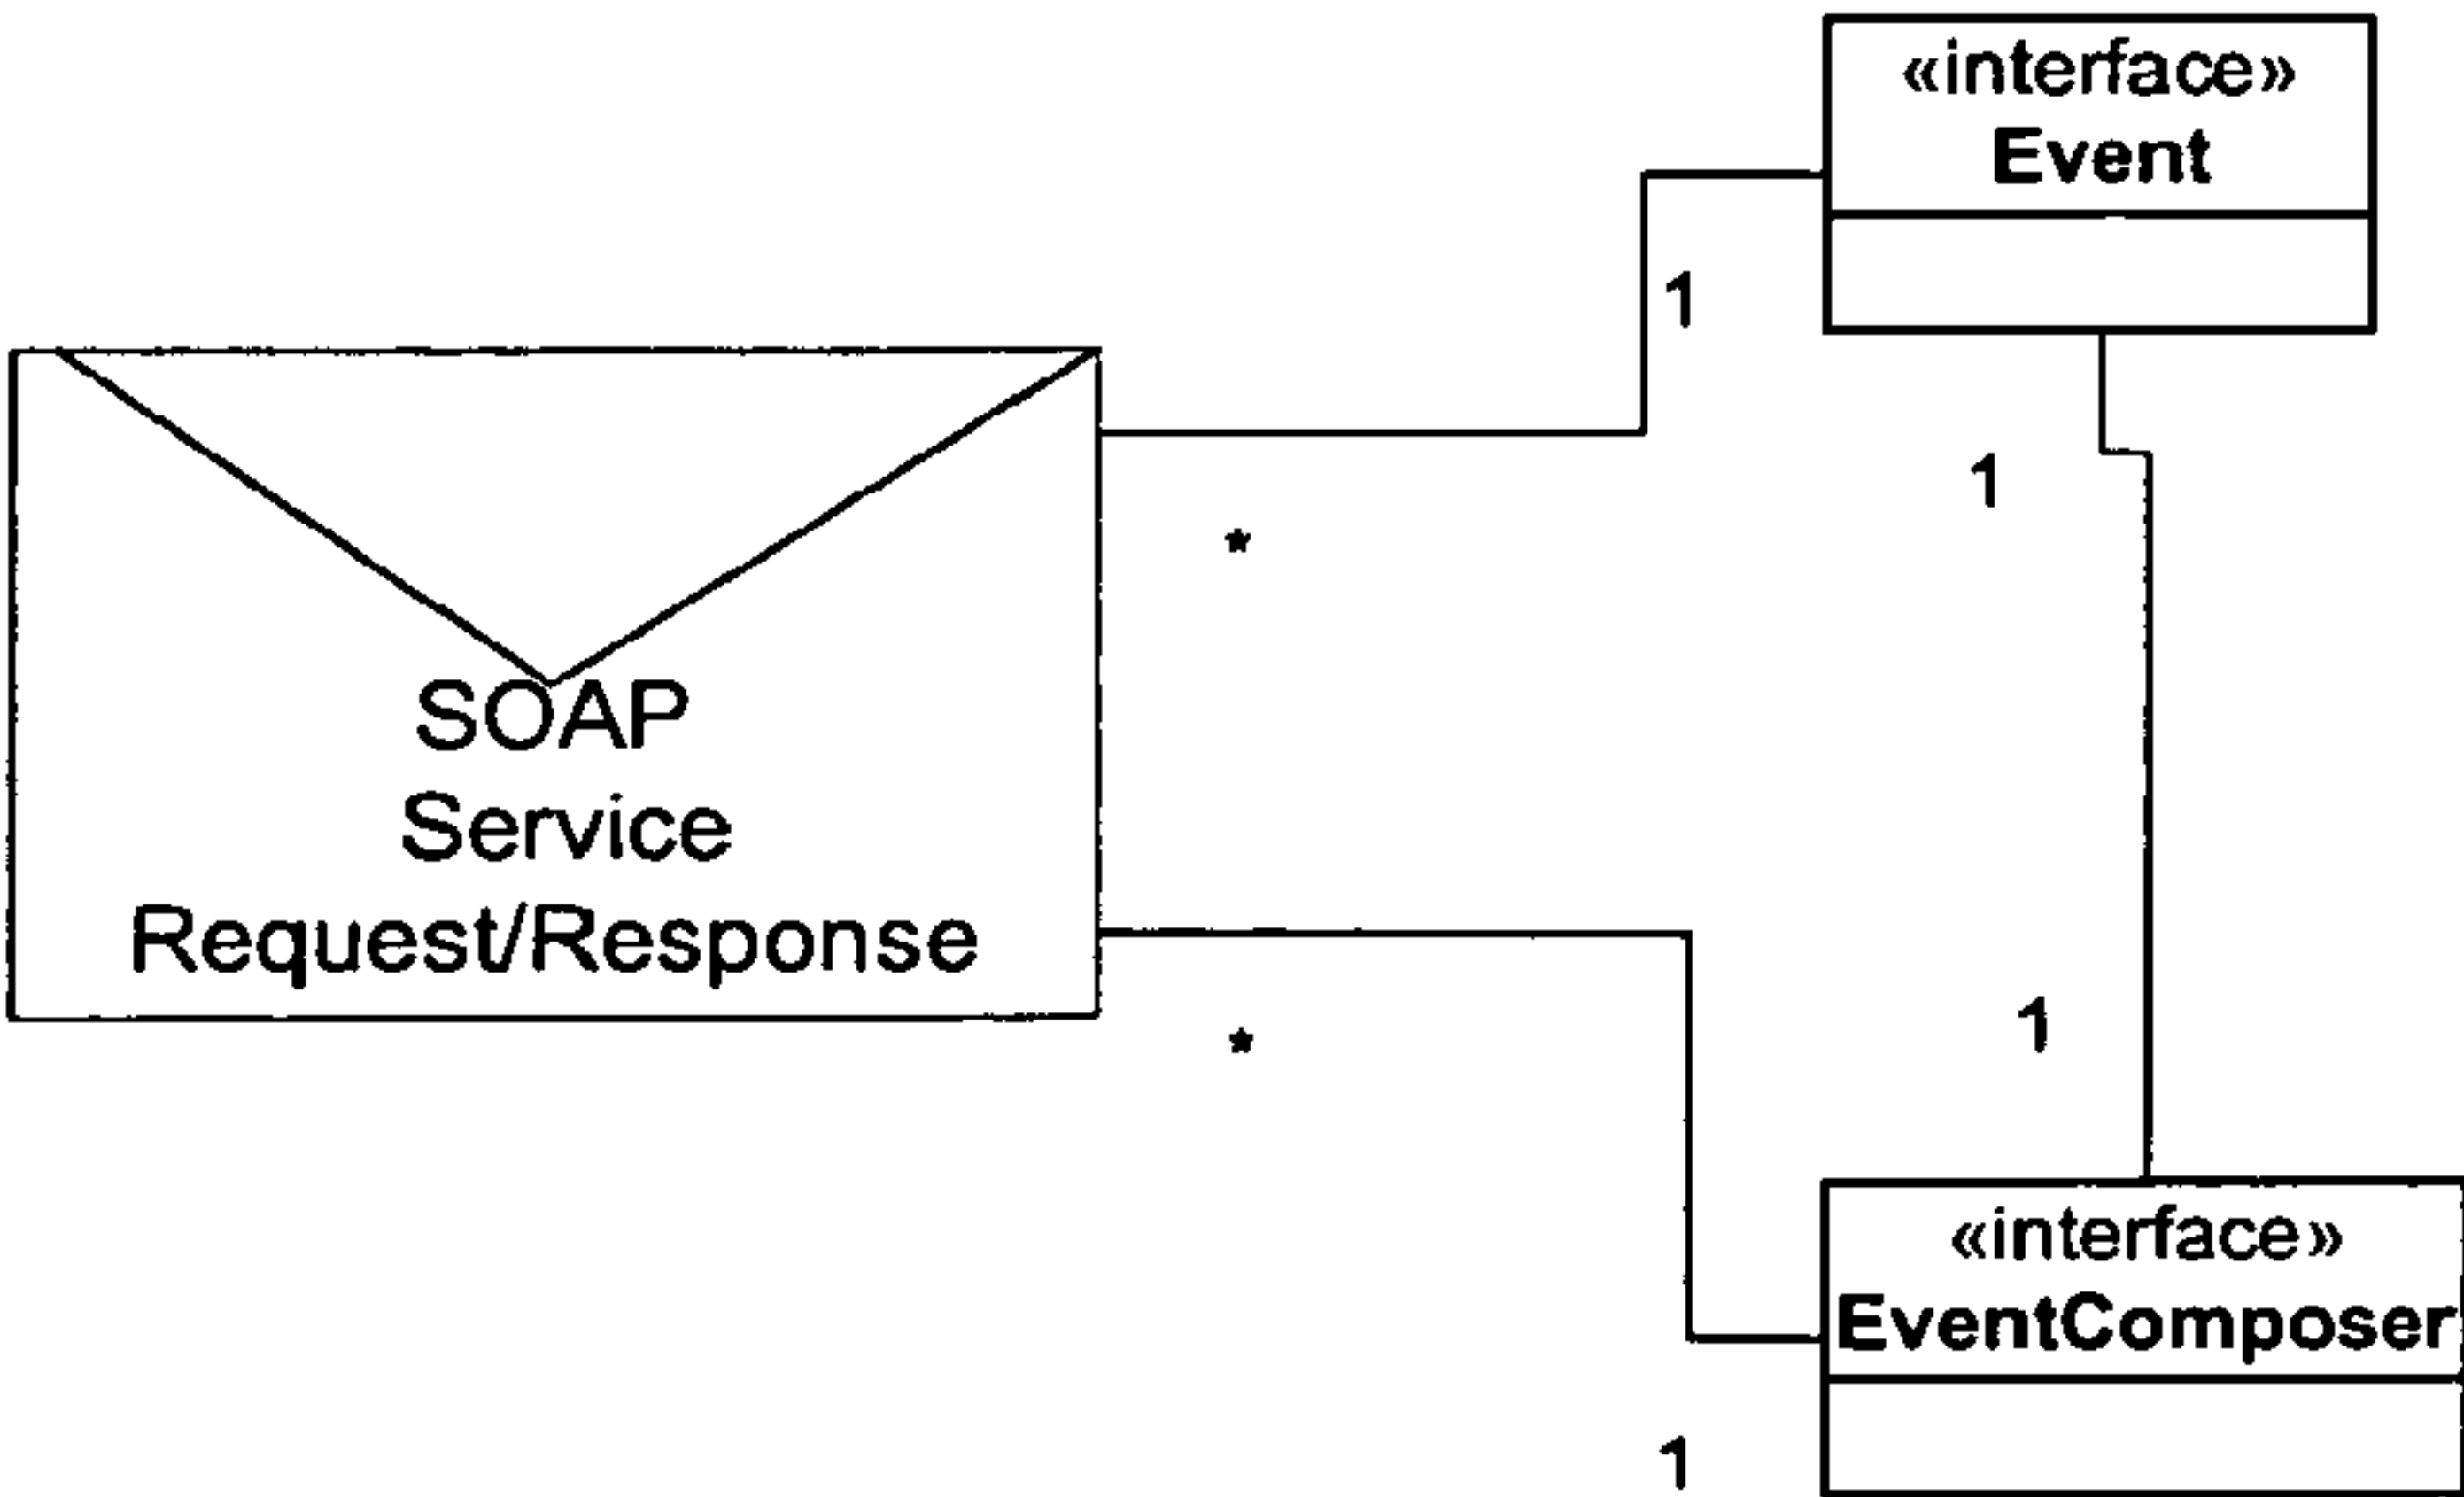 «interface»
Event
1
1
*
SOAP
Service
Request/Response
*
1
«interface»
EventComposer
1